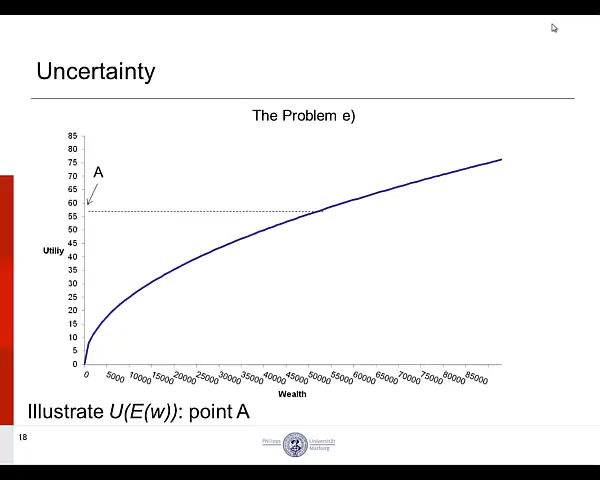 Uncertainty
The Problem e)
85
80
75
70
65
60
55
50
45
40
35
30
25
20
15
10
5
0
A
Utiliy
0 5000 10000 15000 20000 25000 30000 35000 40000 45000 50000 55000 60000 65000 70000 75000 80000 85000
Wealth
Illustrate U(E(w)): point A
18
Philipps Universität
Marburg